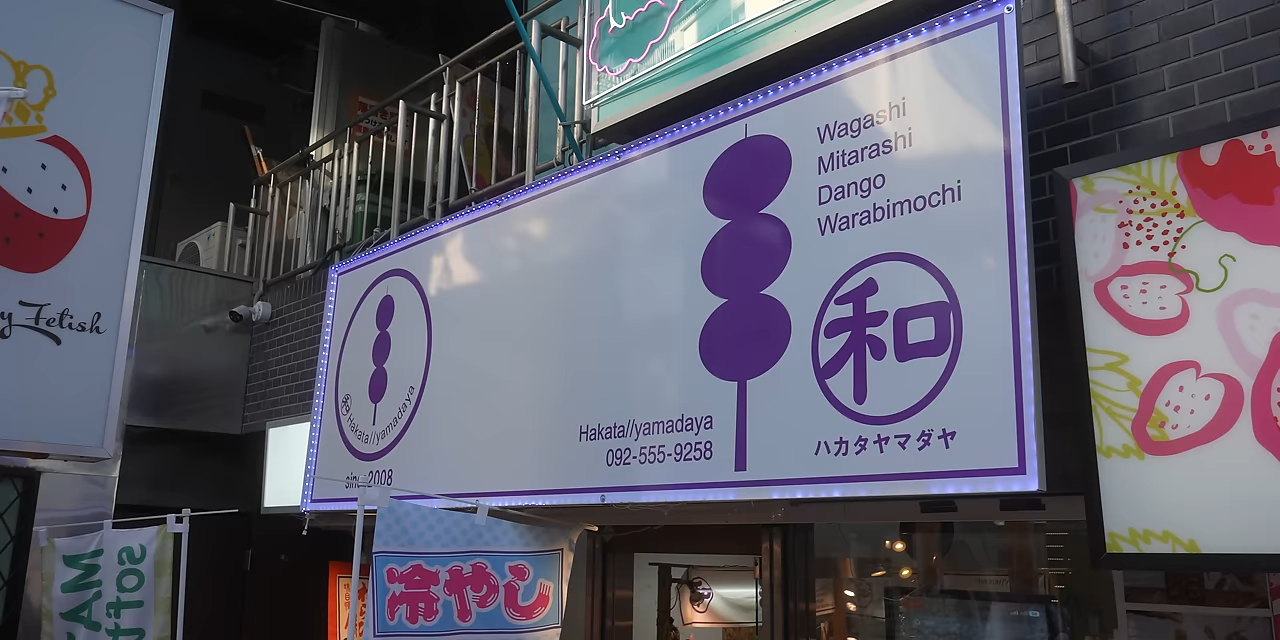 y Fetish
Wagashi
Mitarashi
Dango
Warabimochi
和
ハカタヤマダヤ
Hakata//yamadaya
092-555-9258
和 Hakata//yamadaya
2008
冷やし